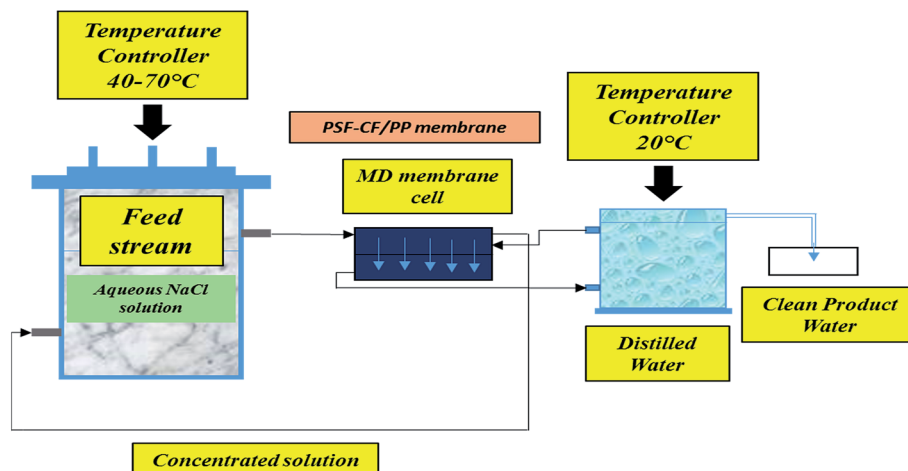 Temperature
Controller
40-70°C
Temperature
Controller
20°C
PSF-CF/PP membrane
MD membrane
cell
Feed
stream
Aqueous NaCl
solution
Clean Product
Water
Distilled
Water
Concentrated solution